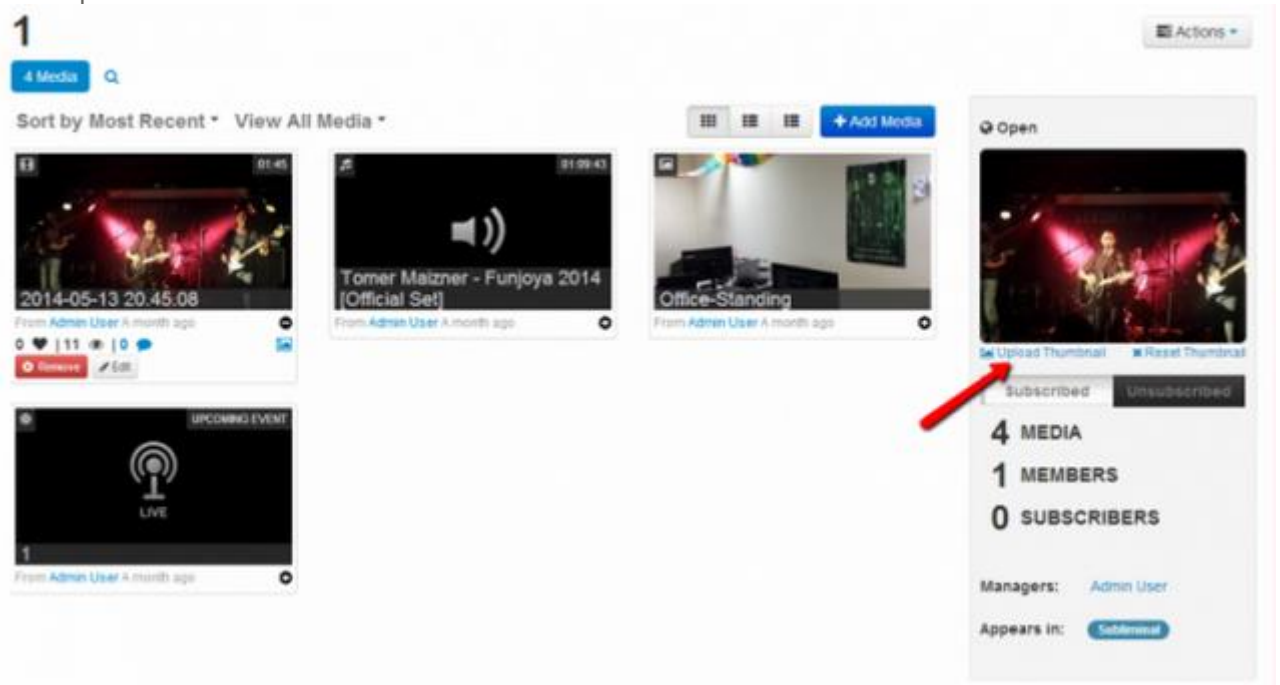 1
Actions
4 Media
Sort by Most Recent View All Media
+ Add Media
01:45
2014-05-13 20.45.08
From Admin User A month ago
0 | 11 | 0
Remove Edit
01:09:43
Tomer Maizner - Funjoya 2014
[Official Set]
From Admin User A month ago
Office-Standing
From Admin User A month ago
UPCOMING EVENT
LIVE
1
From Admin User A month ago
Open
Upload Thumbnail Reset Thumbnail
Subscribed Unsubscribed
4 MEDIA
1 MEMBERS
0 SUBSCRIBERS
Managers: Admin User
Appears in: